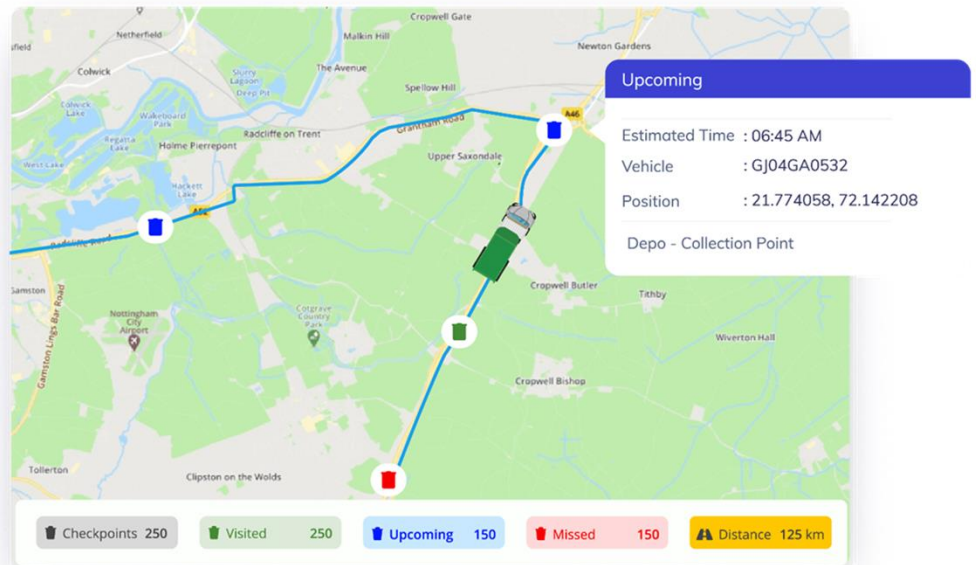 Cropwell Gate
Netherfield
Malkin Hill
Newton Gardens
Colwick
The Avenue
Slurry
Lagoon
Deep Pit
Spellow Hill
Upcoming
Colwick
Lake
Wakeboard
Park
A46
Grantham Road
Estimated Time : 06:45 AM
Regatta
Lake
Radcliffe on Trent
Holme Pierrepont
Upper Saxondale
Vehicle : GJ04GA0532
West Lake
Hackett
Lake
Position : 21.774058, 72.142208
A52
Depo - Collection Point
Gamston Lings Bar Road
Nottingham
City
Airport
Cotgrave
Country
Park
Cropwell Butler
Tithby
Wiverton Hall
Cropwell Bishop
Tollerton
Clipston on the Wolds
Checkpoints 250
Visited 250
Upcoming 150
Missed 150
Distance 125 km